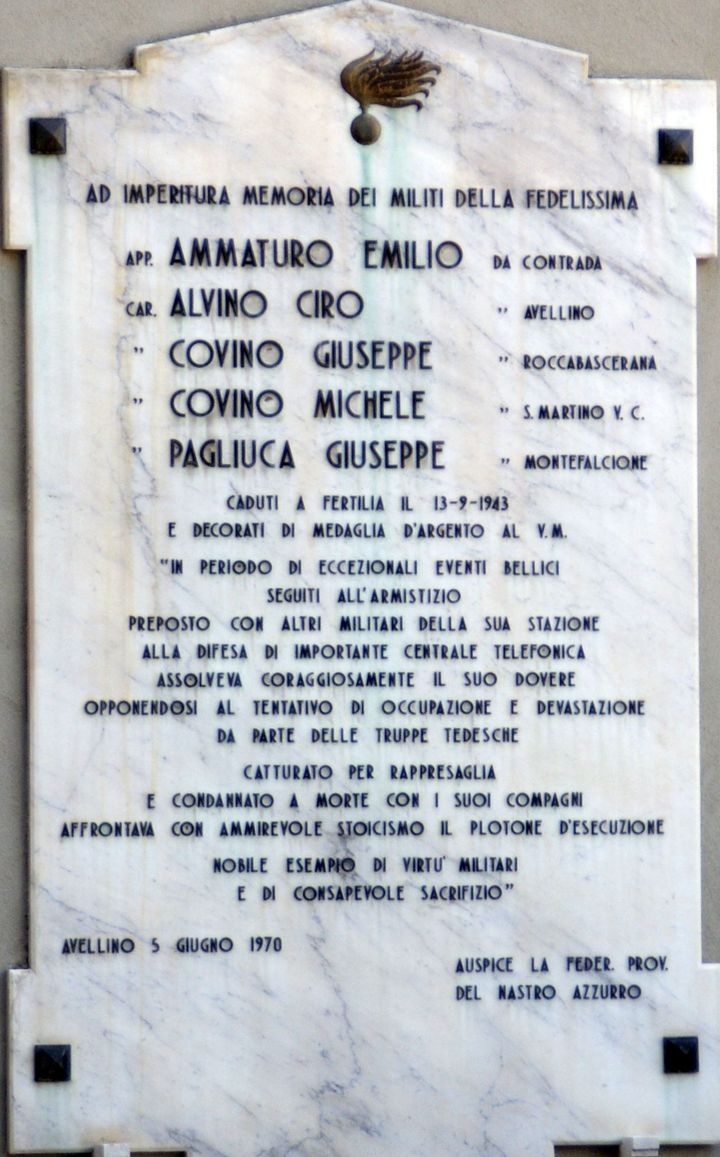 AD IMPERITURA MEMORIA DEI MILITI DELLA FEDELISSIMA
APP. AMMATURO EMILIO DA CONTRADA
CAR. ALVINO CIRO " AVELLINO
" COVINO GIUSEPPE " ROCCABASCERANA
" COVINO MICHELE " S. MARTINO V. C.
" PAGLIUCA GIUSEPPE " MONTEFALCIONE
CADUTI A FERTILIA IL 13-9-1943
E DECORATI DI MEDAGLIA D'ARGENTO AL V.M.
"IN PERIODO DI ECCEZIONALI EVENTI BELLICI
SEGUITI ALL'ARMISTIZIO
PREPOSTO CON ALTRI MILITARI DELLA SUA STAZIONE
ALLA DIFESA DI IMPORTANTE CENTRALE TELEFONICA
ASSOLVEVA CORAGGIOSAMENTE IL SUO DOVERE
OPPONENDOSI AL TENTATIVO DI OCCUPAZIONE E DEVASTAZIONE
DA PARTE DELLE TRUPPE TEDESCHE
CATTURATO PER RAPPRESAGLIA
E CONDANNATO A MORTE CON I SUOI COMPAGNI
AFFRONTAVA CON AMMIREVOLE STOICISMO IL PLOTONE D'ESECUZIONE
NOBILE ESEMPIO DI VIRTU' MILITARI
E DI CONSAPEVOLE SACRIFIZIO"
AVELLINO 5 GIUGNO 1970
AUSPICE LA FEDER. PROV.
DEL NASTRO AZZURRO